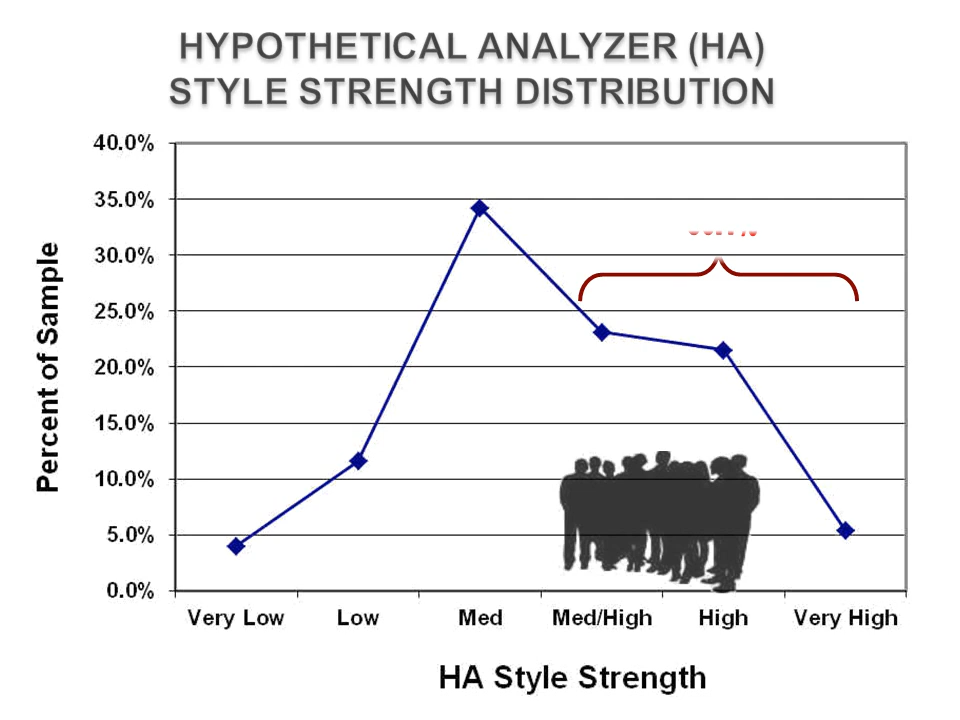 HYPOTHETICAL ANALYZER (HA)
STYLE STRENGTH DISTRIBUTION
40.0%
35.0%
30.0%
25.0%
20.0%
15.0%
10.0%
5.0%
0.0%
Percent of Sample
Very Low
Low
Med
Med/High
High
Very High
HA Style Strength